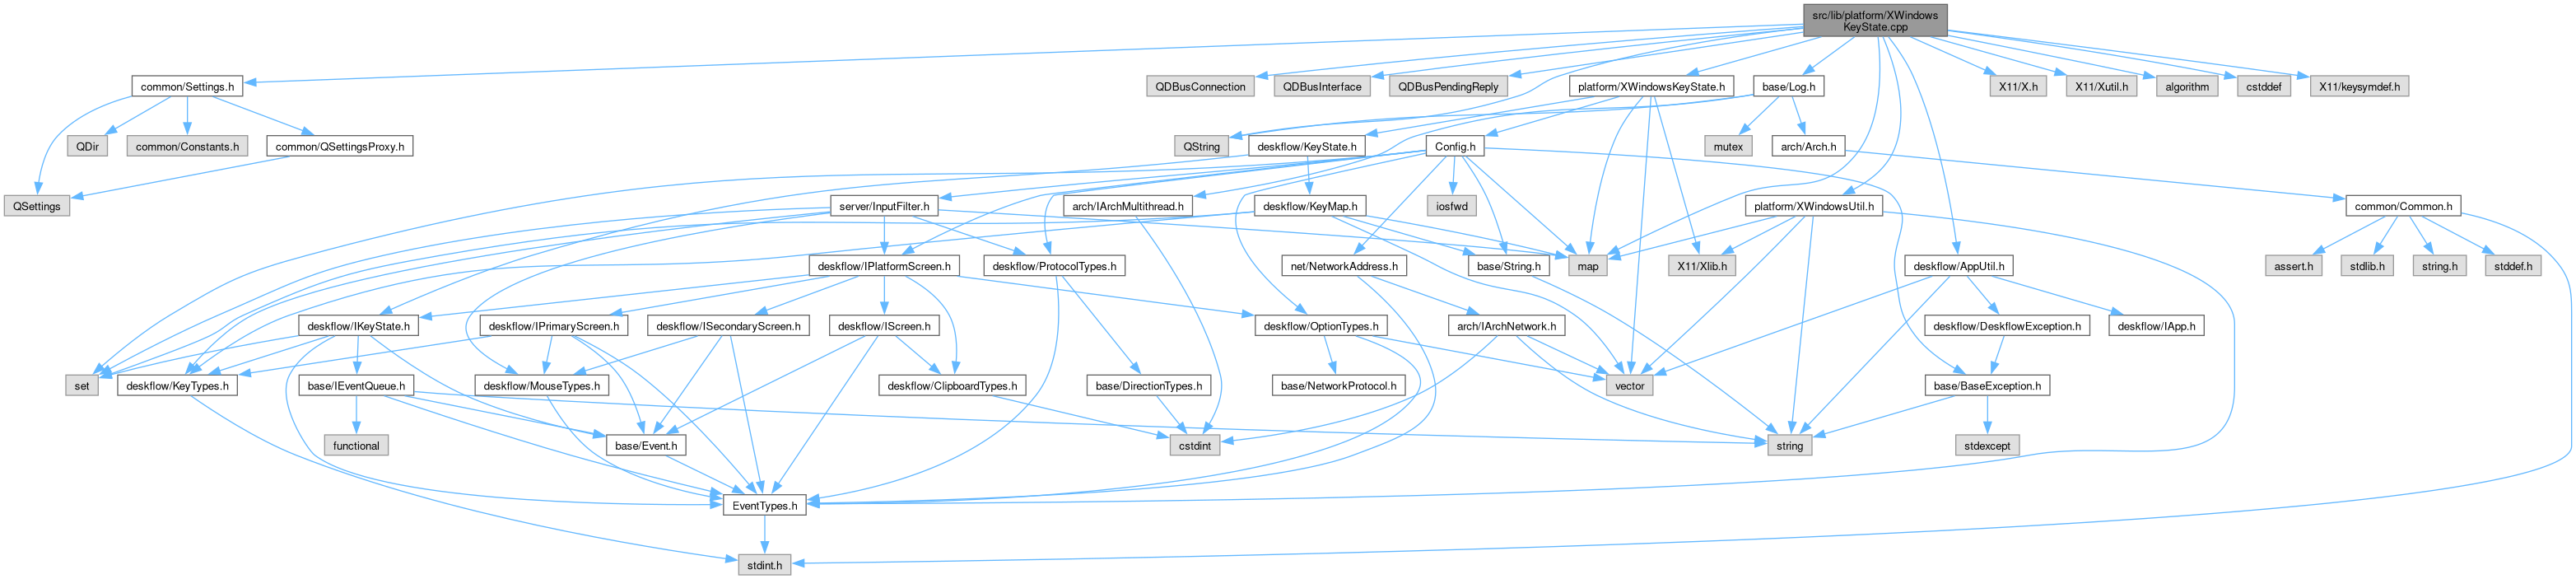 src/lib/platform/XWindows
KeyState.cpp
common/Settings.h
QDBusConnection
QDBusInterface
QDBusPendingReply
platform/XWindowsKeyState.h
base/Log.h
X11/X.h
X11/Xutil.h
algorithm
cstddef
X11/keysymdef.h
QDir
common/Constants.h
common/QSettingsProxy.h
QString
deskflow/KeyState.h
Config.h
mutex
arch/Arch.h
QSettings
server/InputFilter.h
arch/IArchMultithread.h
deskflow/KeyMap.h
iosfwd
platform/XWindowsUtil.h
common/Common.h
deskflow/IPlatformScreen.h
deskflow/ProtocolTypes.h
net/NetworkAddress.h
base/String.h
map
X11/Xlib.h
deskflow/AppUtil.h
assert.h
stdlib.h
string.h
stddef.h
deskflow/IKeyState.h
deskflow/IPrimaryScreen.h
deskflow/ISecondaryScreen.h
deskflow/IScreen.h
deskflow/OptionTypes.h
arch/IArchNetwork.h
deskflow/DeskflowException.h
deskflow/IApp.h
set
deskflow/KeyTypes.h
base/IEventQueue.h
deskflow/MouseTypes.h
deskflow/ClipboardTypes.h
base/DirectionTypes.h
base/NetworkProtocol.h
vector
base/BaseException.h
functional
base/Event.h
cstdint
string
stdexcept
EventTypes.h
stdint.h